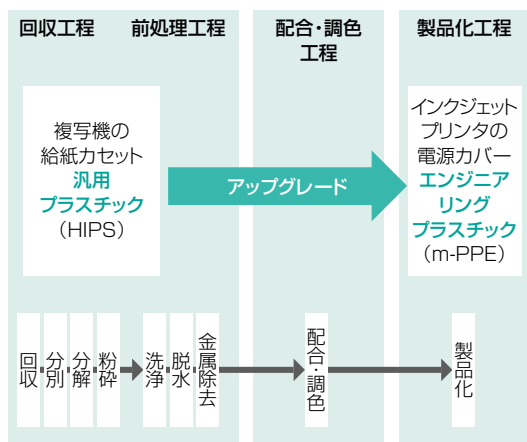 回収工程
前処理工程
配合・調色
工程
製品化工程
複写機の
給紙カセット
汎用
プラスチック
（HIPS）
アップグレード
インクジェット
プリンタの
電源カバー
エンジニア
リング
プラスチック
（m-PPE）
回収
分別
分解
粉砕
洗浄
脱水
金属除去
配合・調色
製品化